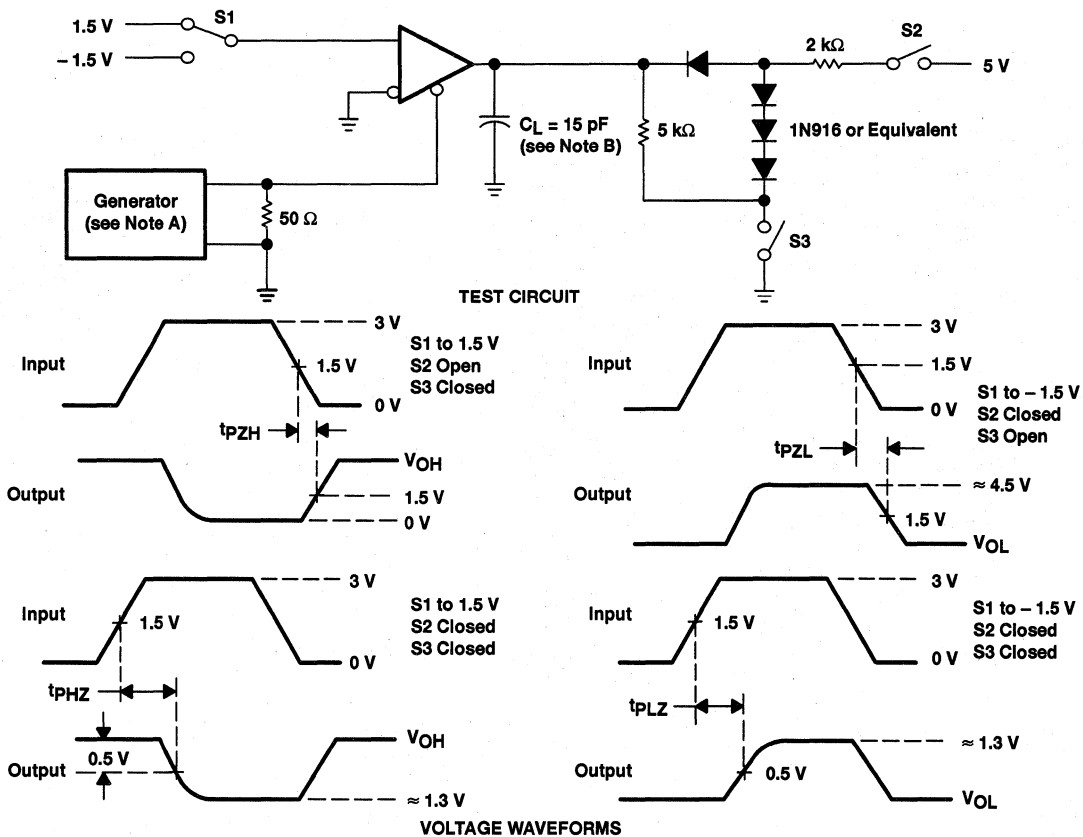 1.5 V
S1
– 1.5 V
2 kΩ
S2
5 V
CL = 15 pF
(see Note B)
5 kΩ
1N916 or Equivalent
Generator
(see Note A)
50 Ω
S3
TEST CIRCUIT
Input
3 V
1.5 V
0 V
S1 to 1.5 V
S2 Open
S3 Closed
tPZH
Output
VOH
1.5 V
0 V
Input
3 V
1.5 V
0 V
S1 to – 1.5 V
S2 Closed
S3 Open
tPZL
Output
≈ 4.5 V
1.5 V
VOL
Input
3 V
1.5 V
0 V
S1 to 1.5 V
S2 Closed
S3 Closed
tPHZ
Output
0.5 V
VOH
≈ 1.3 V
Input
3 V
1.5 V
0 V
S1 to – 1.5 V
S2 Closed
S3 Closed
tPLZ
Output
≈ 1.3 V
0.5 V
VOL
VOLTAGE WAVEFORMS